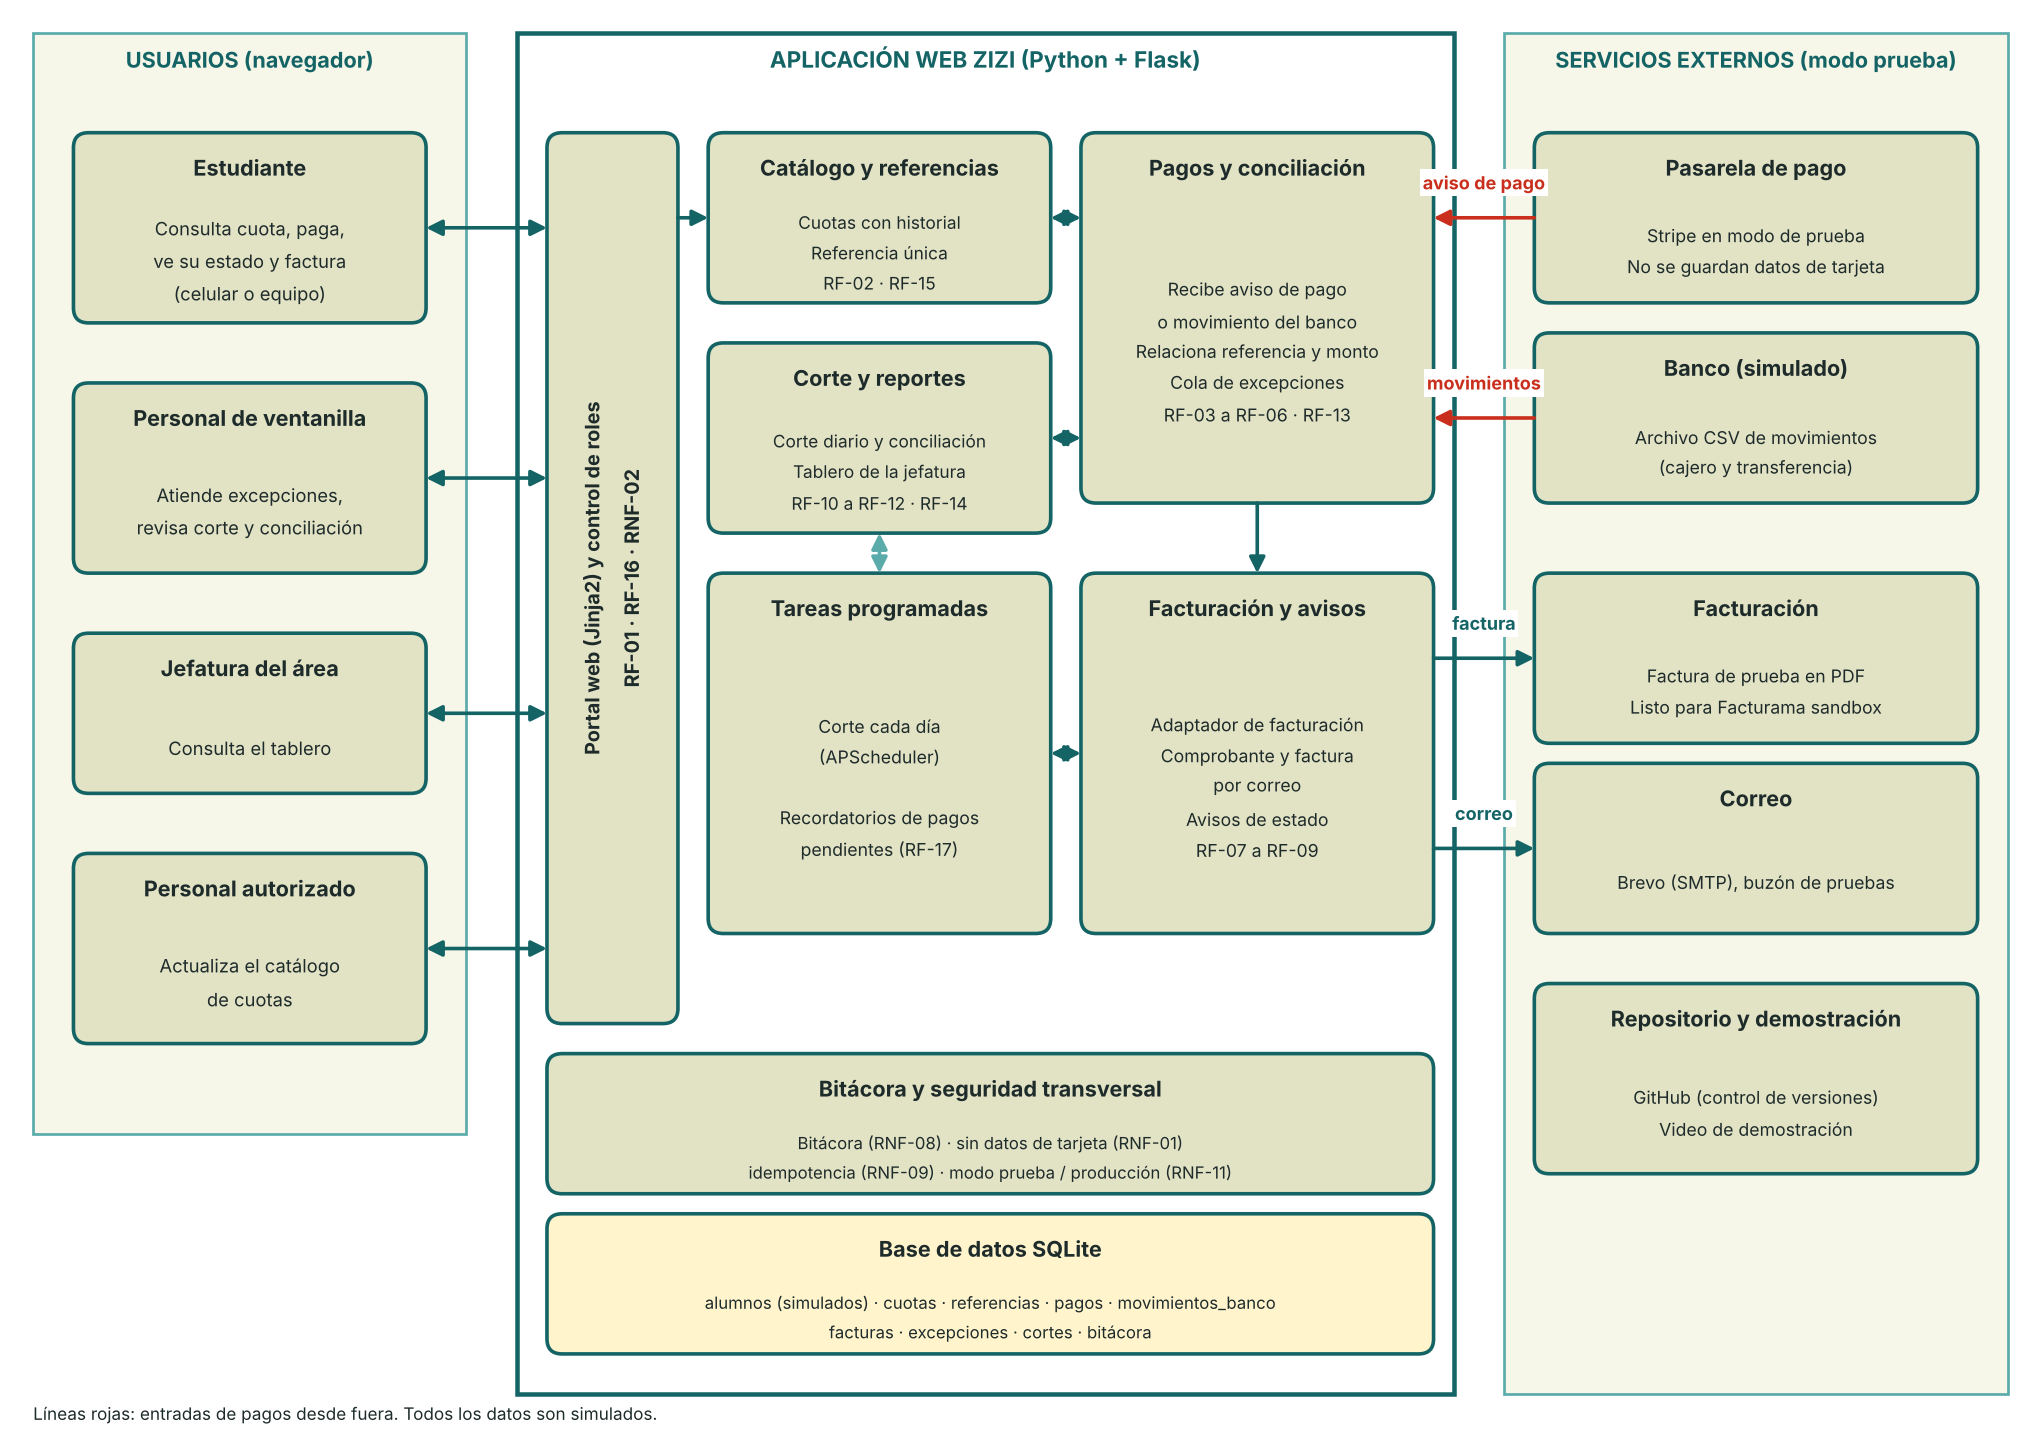 USUARIOS (navegador)
Estudiante
Consulta cuota, paga,
ve su estado y factura
(celular o equipo)
Personal de ventanilla
Atiende excepciones,
revisa corte y conciliación
Jefatura del área
Consulta el tablero
Personal autorizado
Actualiza el catálogo
de cuotas
APLICACIÓN WEB ZIZI (Python + Flask)
Portal web (Jinja2) y control de roles
RF-01 · RF-16 · RNF-02
Catálogo y referencias
Cuotas con historial
Referencia única
RF-02 · RF-15
Pagos y conciliación
Recibe aviso de pago
o movimiento del banco
Relaciona referencia y monto
Cola de excepciones
RF-03 a RF-06 · RF-13
Corte y reportes
Corte diario y conciliación
Tablero de la jefatura
RF-10 a RF-12 · RF-14
Tareas programadas
Corte cada día
(APScheduler)
Recordatorios de pagos
pendientes (RF-17)
Facturación y avisos
Adaptador de facturación
Comprobante y factura
por correo
Avisos de estado
RF-07 a RF-09
Bitácora y seguridad transversal
Bitácora (RNF-08) · sin datos de tarjeta (RNF-01)
idempotencia (RNF-09) · modo prueba / producción (RNF-11)
Base de datos SQLite
alumnos (simulados) · cuotas · referencias · pagos · movimientos_banco
facturas · excepciones · cortes · bitácora
aviso de pago
movimientos
factura
correo
SERVICIOS EXTERNOS (modo prueba)
Pasarela de pago
Stripe en modo de prueba
No se guardan datos de tarjeta
Banco (simulado)
Archivo CSV de movimientos
(cajero y transferencia)
Facturación
Factura de prueba en PDF
Listo para Facturama sandbox
Correo
Brevo (SMTP), buzón de pruebas
Repositorio y demostración
GitHub (control de versiones)
Video de demostración
Líneas rojas: entradas de pagos desde fuera. Todos los datos son simulados.